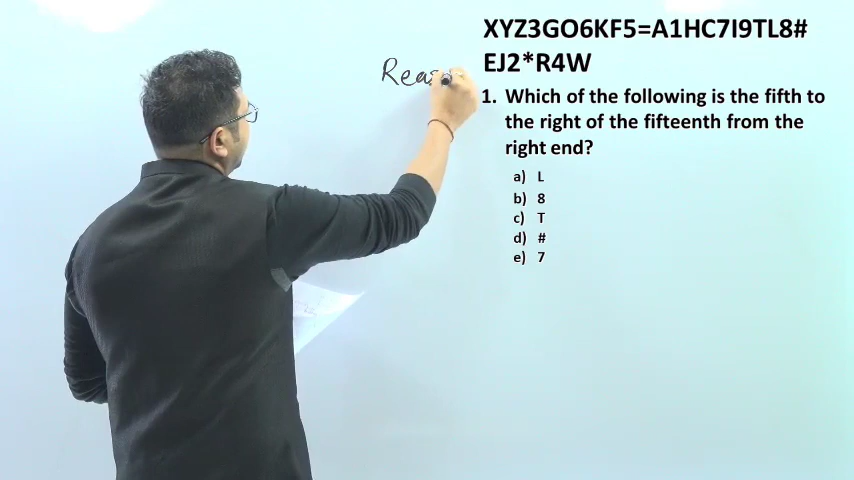 Reas
XYZ3GO6KF5=A1HC7I9TL8#
EJ2*R4W
1. Which of the following is the fifth to
the right of the fifteenth from the
right end?
a) L
b) 8
c) T
d) #
e) 7